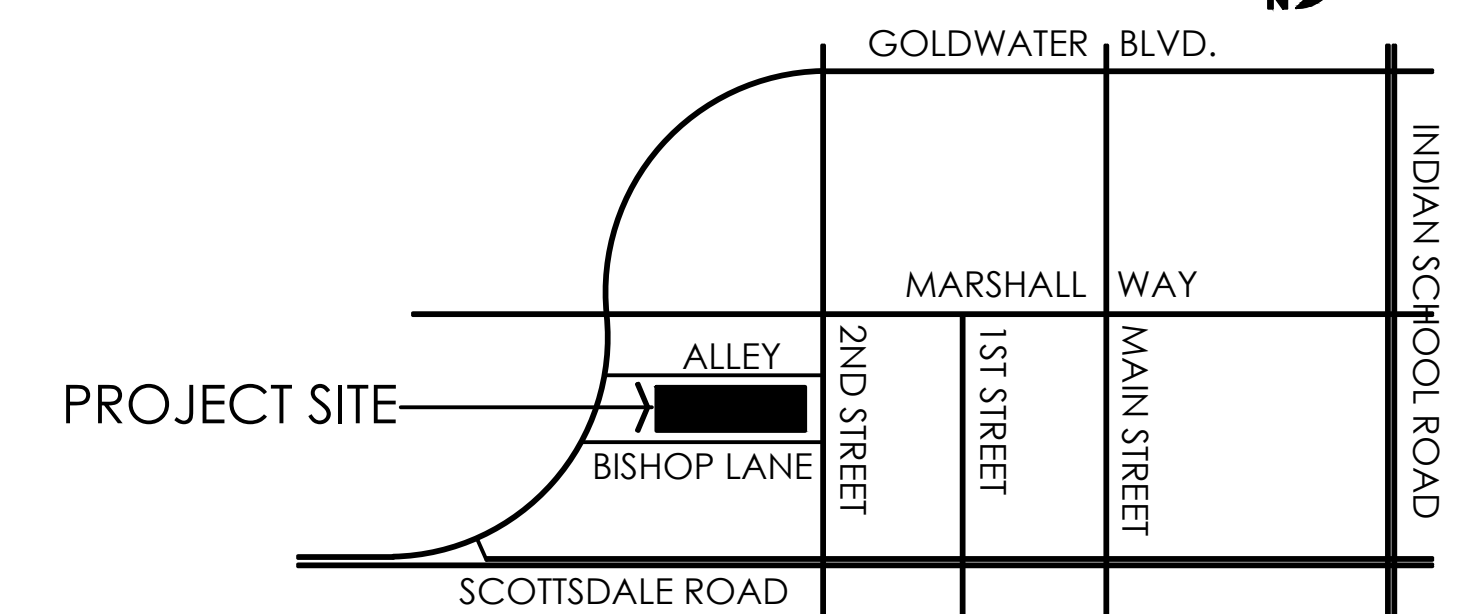 N
GOLDWATER BLVD.
INDIAN SCHOOL ROAD
MARSHALL WAY
2ND STREET
1ST STREET
MAIN STREET
ALLEY
PROJECT SITE
BISHOP LANE
SCOTTSDALE ROAD